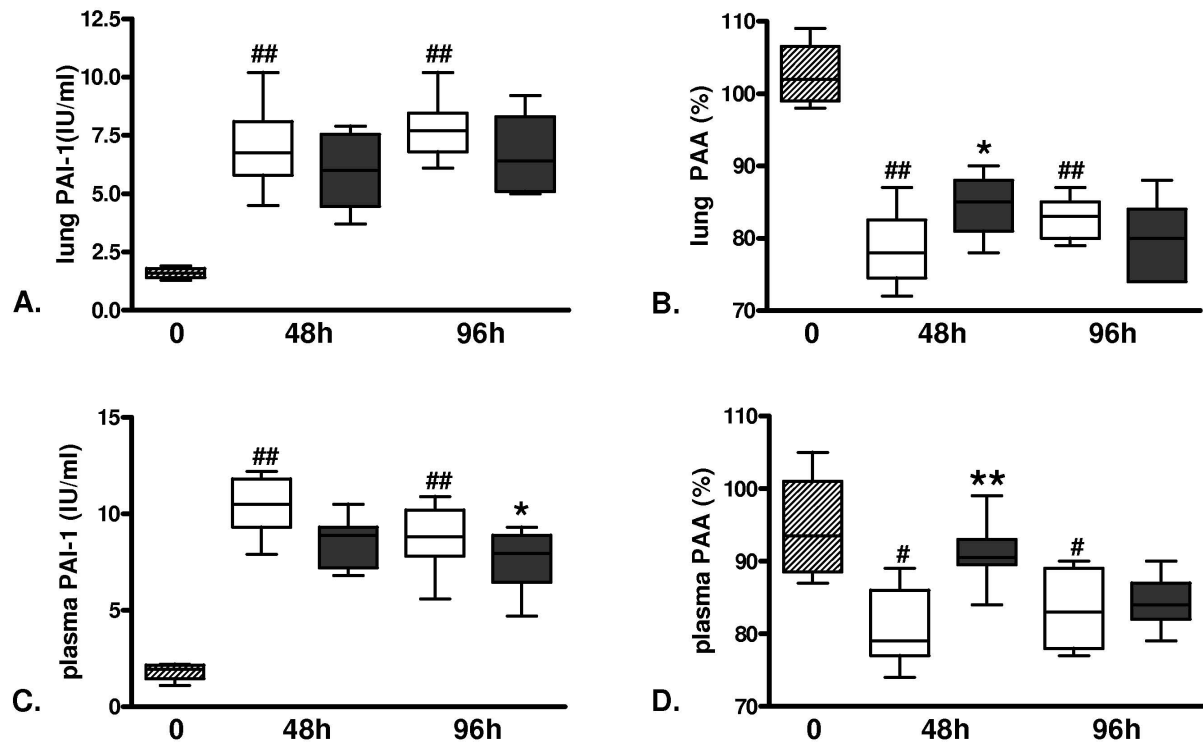 12.5
10.0
7.5
5.0
2.5
0.0
lung PAI-1(IU/ml)
##
##
A.
0 48h 96h
110
100
90
80
70
lung PAA (%)
##
*
##
B.
0 48h 96h
15
10
5
0
plasma PAI-1 (IU/ml)
##
##
*
C.
0 48h 96h
110
100
90
80
70
plasma PAA (%)
#
**
#
D.
0 48h 96h